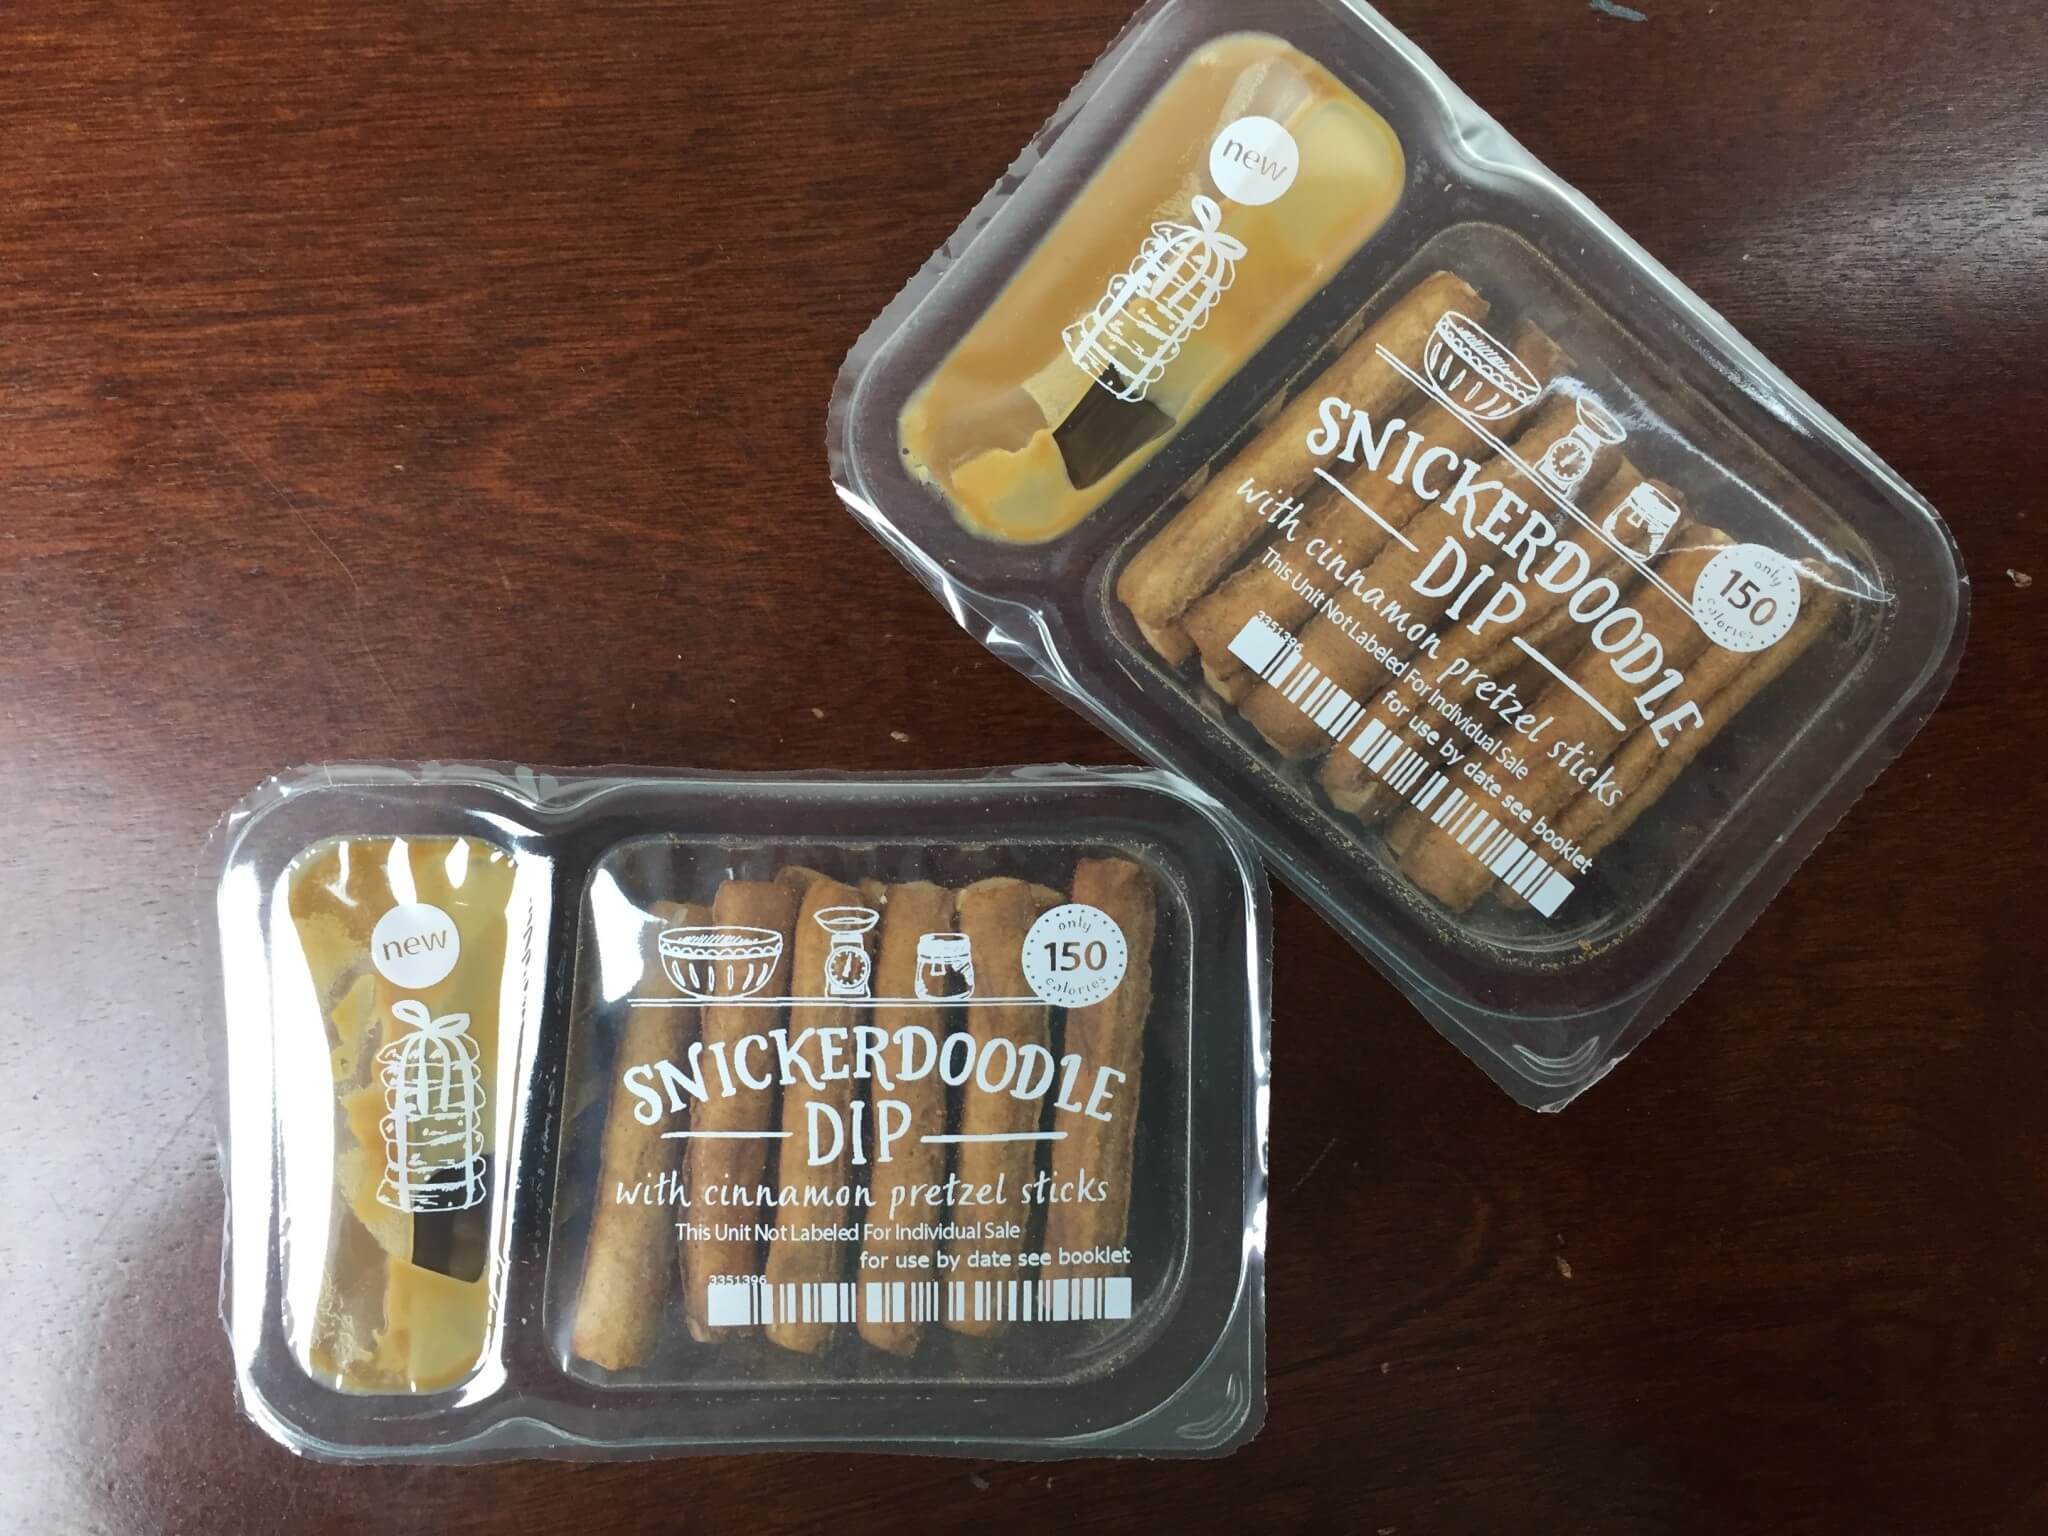 new
only
150
calories
SNICKERDOODLE
DIP
with cinnamon pretzel sticks
This Unit Not Labeled For Individual Sale
for use by date see booklet
3351396
new
only
150
calories
SNICKERDOODLE
DIP
with cinnamon pretzel sticks
This Unit Not Labeled For Individual Sale
for use by date see booklet
3351396